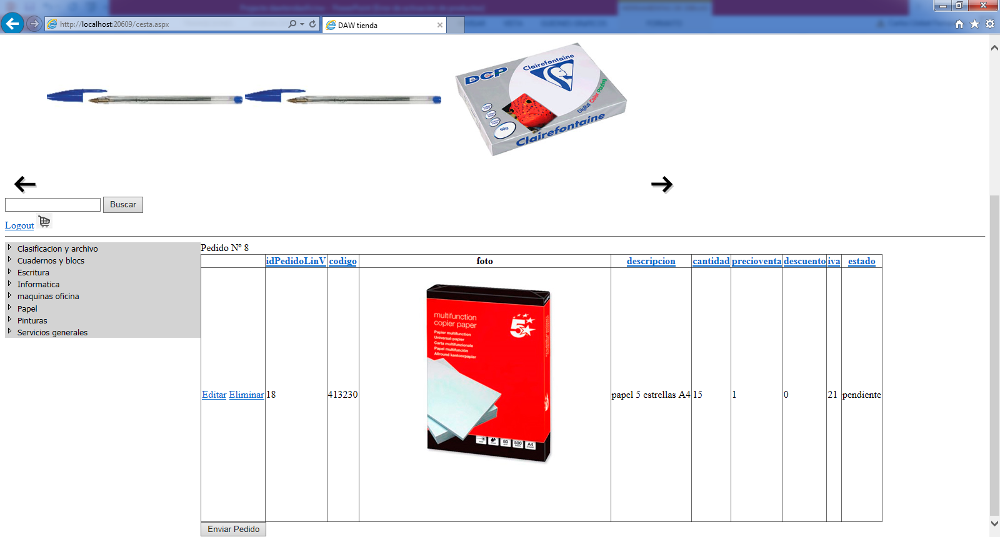 http://localhost:20609/cesta.aspx
DAW tienda
DCP
Clairefontaine
Digital Color Printing
90g
Clairefontaine
Buscar
Logout
Clasificacion y archivo
Cuadernos y blocs
Escritura
Informatica
maquinas oficina
Papel
Pinturas
Servicios generales
Pedido Nº 8
idPedidoLinV codigo foto descripcion cantidad precioventa descuento iva estado
multifunction
copier paper
Papier multifonction
Universal-papier
Carta multifunzionale
Papel multifunción
Allround kantoorpapier
5
80
500
A4
Editar Eliminar 18 413230 papel 5 estrellas A4 15 1 0 21 pendiente
Enviar Pedido